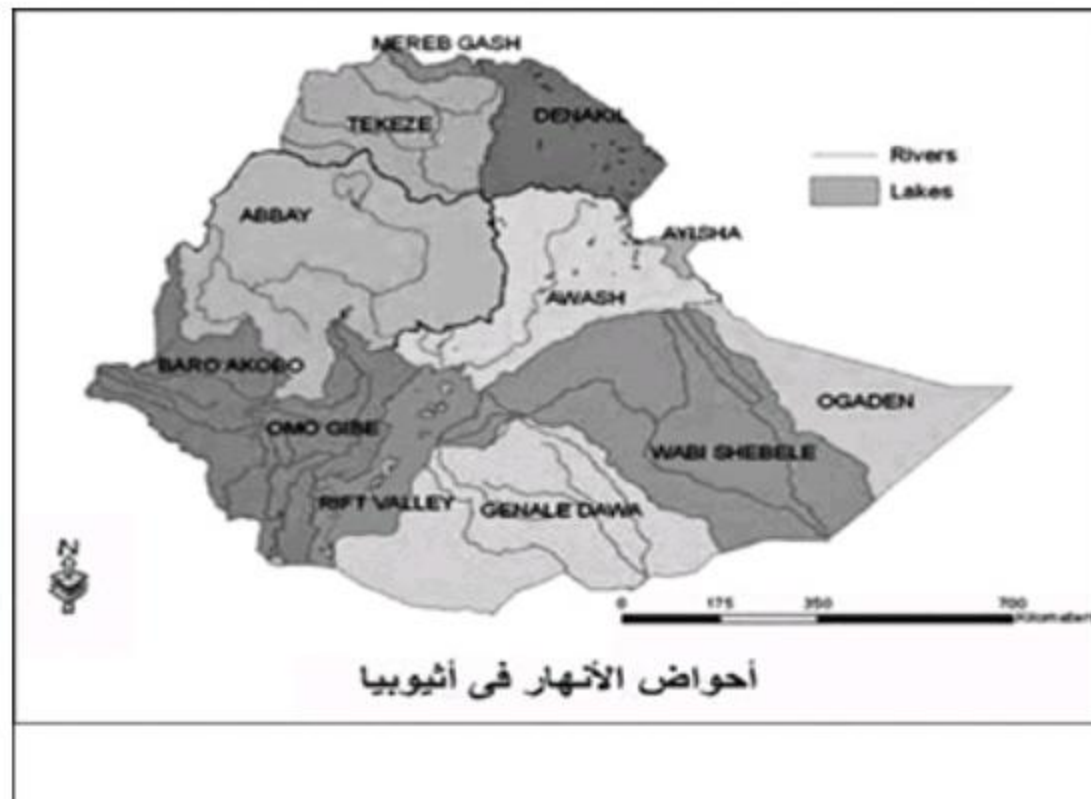 MEREB GASH
DENAKIL
TEKEZE
Rivers
Lakes
ABBAY
AYISHA
AWASH
BARO AKOBO
OGADEN
OMO GIBE
WABI SHEBELE
RIFT VALLEY
GENALE DAWA
N
0 175 350 700
Kilometers
أحواض الأنهار فى أثيوبيا